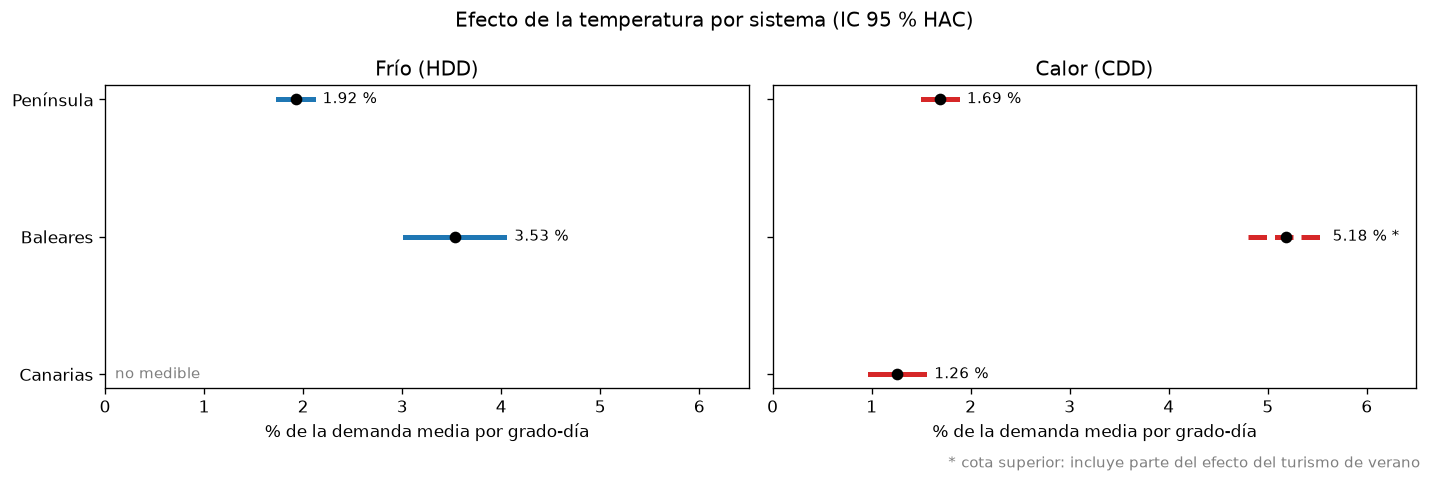 Efecto de la temperatura por sistema (IC 95 % HAC)
Frío (HDD)
Península
1.92 %
Baleares
3.53 %
Canarias
no medible
0 1 2 3 4 5 6
% de la demanda media por grado-día
Calor (CDD)
1.69 %
5.18 % *
1.26 %
0 1 2 3 4 5 6
% de la demanda media por grado-día
* cota superior: incluye parte del efecto del turismo de verano